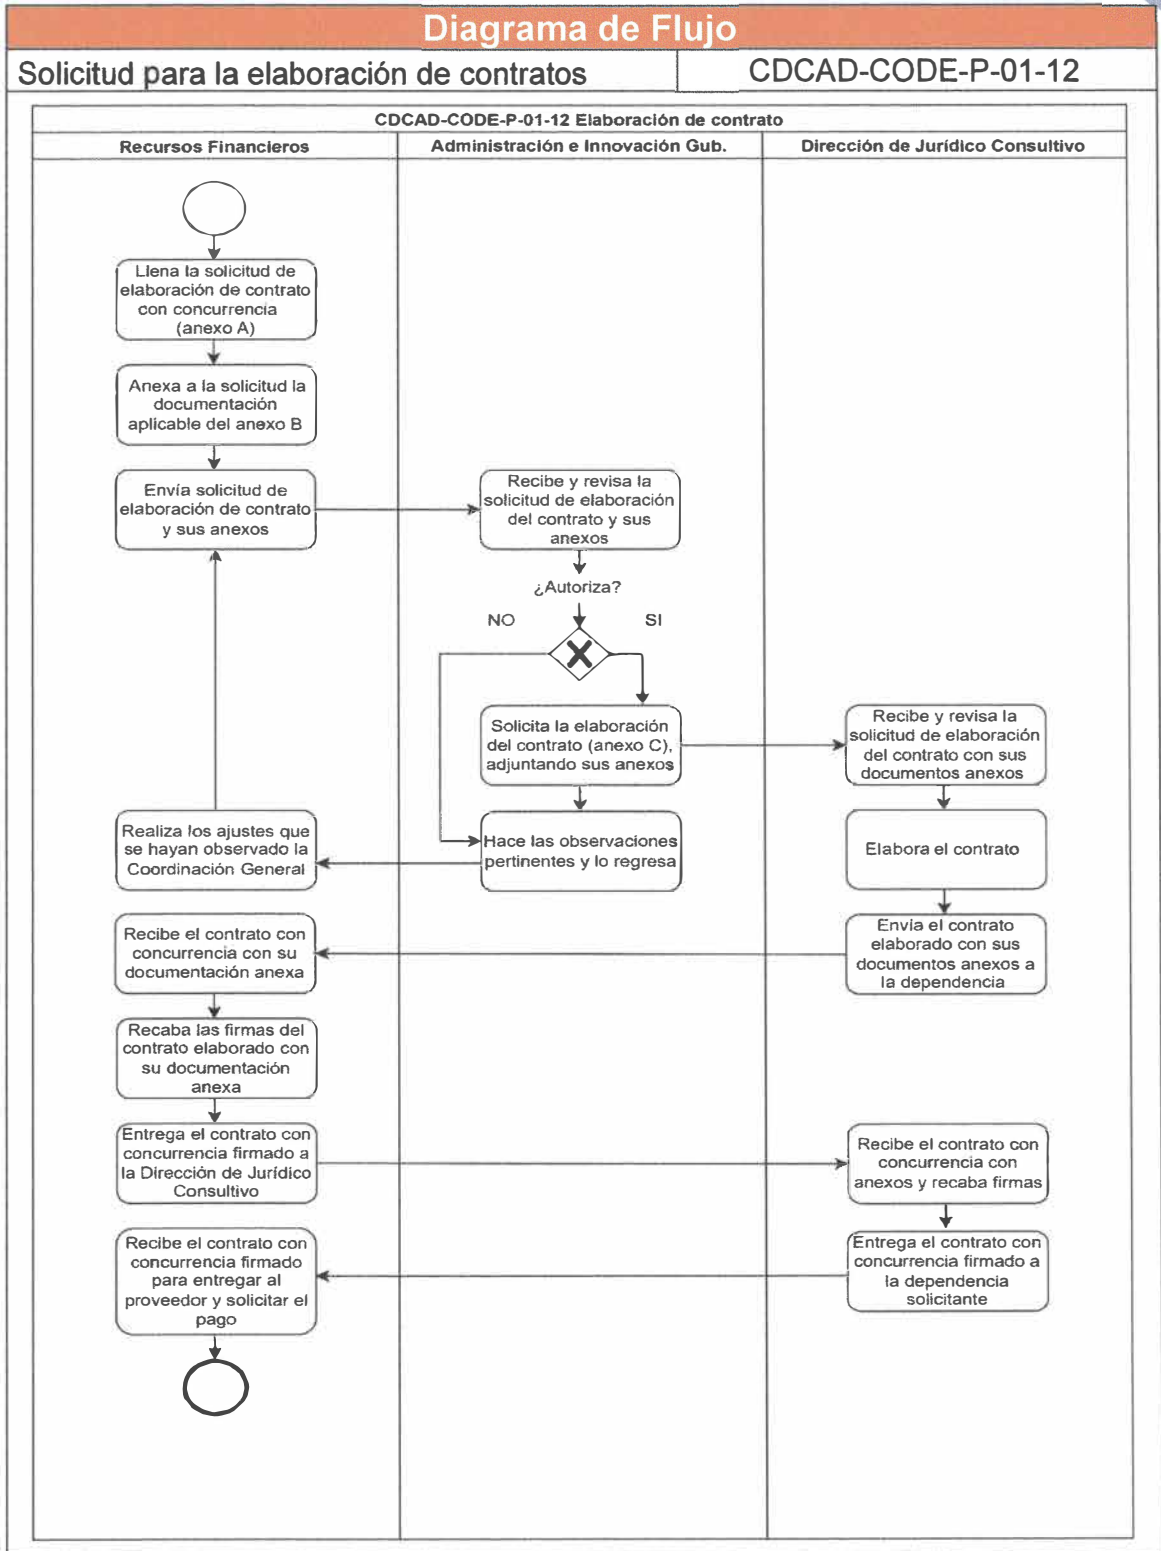 Diagrama de Flujo
Solicitud para la elaboración de contratos
CDCAD-CODE-P-01-12
CDCAD-CODE-P-01-12 Elaboración de contrato
Recursos Financieros
Administración e Innovación Gub.
Dirección de Jurídico Consultivo
Llena la solicitud de
elaboración de contrato
con concurrencia
(anexo A)
Anexa a la solicitud la
documentación
aplicable del anexo B
Envía solicitud de
elaboración de contrato
y sus anexos
Recibe y revisa la
solicitud de elaboración
del contrato y sus
anexos
¿Autoriza?
NO
SI
Solicita la elaboración
del contrato (anexo C),
adjuntando sus anexos
Recibe y revisa la
solicitud de elaboración
del contrato con sus
documentos anexos
Realiza los ajustes que
se hayan observado la
Coordinación General
Hace las observaciones
pertinentes y lo regresa
Elabora el contrato
Recibe el contrato con
concurrencia con su
documentación anexa
Envía el contrato
elaborado con sus
documentos anexos a
la dependencia
Recaba las firmas del
contrato elaborado con
su documentación
anexa
Entrega el contrato con
concurrencia firmado a
la Dirección de Jurídico
Consultivo
Recibe el contrato con
concurrencia con
anexos y recaba firmas
Recibe el contrato con
concurrencia firmado
para entregar al
proveedor y solicitar el
pago
Entrega el contrato con
concurrencia firmado a
la dependencia
solicitante